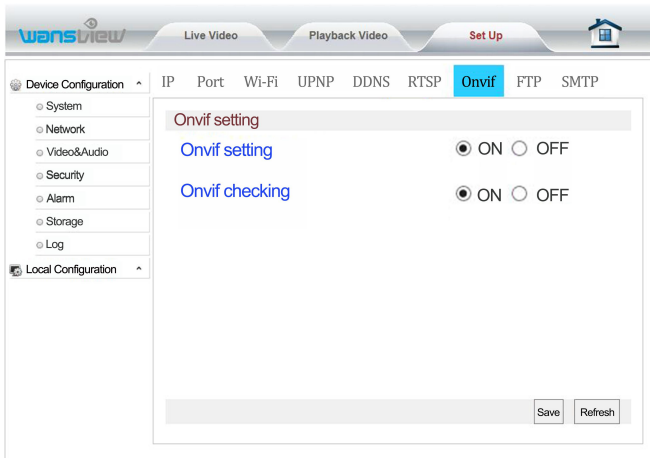 wansview Live Video Playback Video Set Up
Device Configuration
System
Network
Video&Audio
Security
Alarm
Storage
Log
Local Configuration
IP Port Wi-Fi UPNP DDNS RTSP Onvif FTP SMTP
Onvif setting
Onvif setting ON OFF
Onvif checking ON OFF
Save Refresh